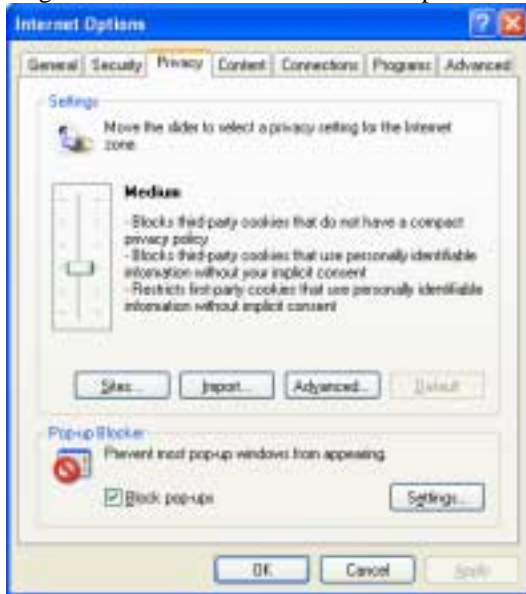 Internet Options
General Security Privacy Content Connections Programs Advanced
Settings
Move the slider to select a privacy setting for the Internet
zone.
Medium
- Blocks third-party cookies that do not have a compact
privacy policy
- Blocks third-party cookies that use personally identifiable
information without your implicit consent
- Restricts first-party cookies that use personally identifiable
information without implicit consent
Sites... Import... Advanced... Default
Pop-up Blocker
Prevent most pop-up windows from appearing.
Block pop-ups
Settings...
OK Cancel Apply